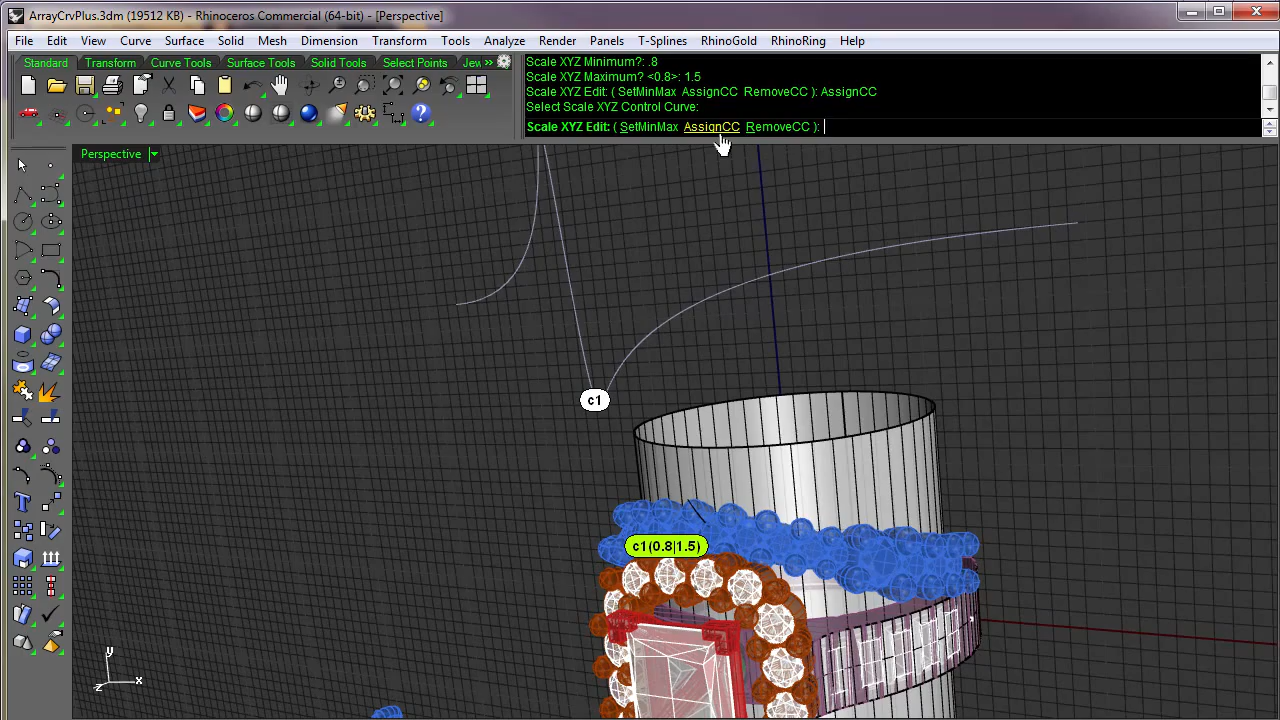 ArrayCrvPlus.3dm (19512 KB) - Rhinoceros Commercial (64-bit) - [Perspective]
File Edit View Curve Surface Solid Mesh Dimension Transform Tools Analyze Render Panels T-Splines RhinoGold RhinoRing Help
Standard Transform Curve Tools Surface Tools Solid Tools Select Points Jew »
Scale XYZ Minimum?: .8
Scale XYZ Maximum? <0.8>: 1.5
Scale XYZ Edit: ( SetMinMax AssignCC RemoveCC ): AssignCC
Select Scale XYZ Control Curve:
Scale XYZ Edit: ( SetMinMax AssignCC RemoveCC ):
Perspective
c1
c1(0.8|1.5)
y
z x